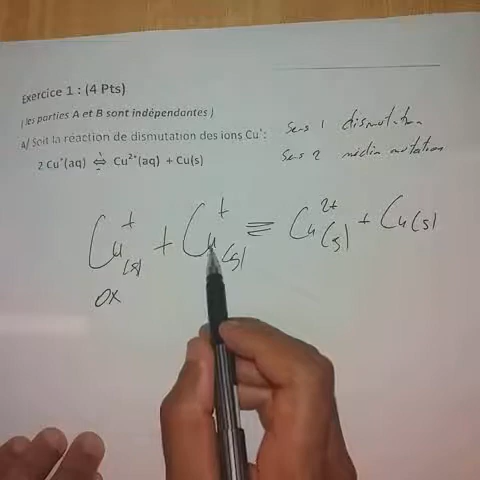 Exercice 1 : (4 Pts)
( les parties A et B sont indépendantes )
A/ Soit la réaction de dismutation des ions Cu⁺:
2 Cu⁺(aq) ⇔ Cu²⁺(aq) + Cu(s)
Sens 1 dismutation
Sens 2
Cu⁺(s) + Cu⁺(s) = Cu²⁺(s) + Cu(s)
OX